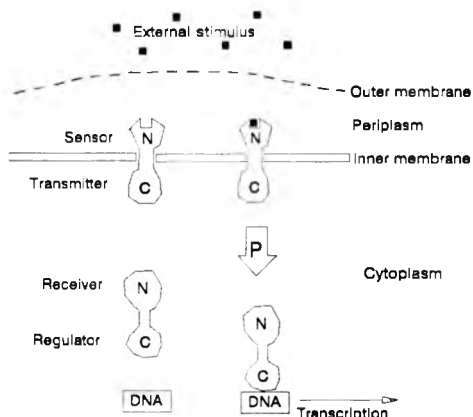 External stimulus
Outer membrane
Periplasm
Sensor N N
Inner membrane
Transmitter C C
P
Cytoplasm
Receiver N N
Regulator C C
DNA DNA
Transcription